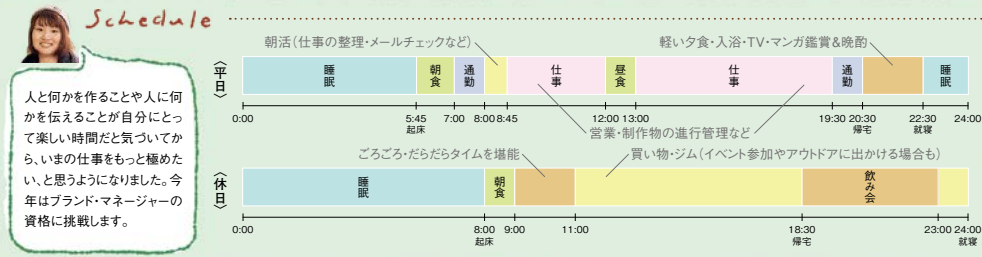 Schedule
人と何かを作ることや人に何
かを伝えることが自分にとっ
て楽しい時間だと気づいてか
ら、いまの仕事をもっと極めた
い、と思うようになりました。今
年はブランド・マネージャーの
資格に挑戦します。
朝活（仕事の整理・メールチェックなど）
軽い夕食・入浴・TV・マンガ鑑賞＆晩酌
〈平日〉
睡眠
朝食
通勤
仕事
昼食
仕事
通勤
睡眠
0:00 5:45 7:00 8:00 8:45 12:00 13:00 19:30 20:30 22:30 24:00
起床 帰宅 就寝
営業・制作物の進行管理など
ごろごろ・だらだらタイムを堪能
買い物・ジム（イベント参加やアウトドアに出かける場合も）
〈休日〉
睡眠
朝食
飲み会
0:00 8:00 9:00 11:00 18:30 23:00 24:00
起床 帰宅 就寝